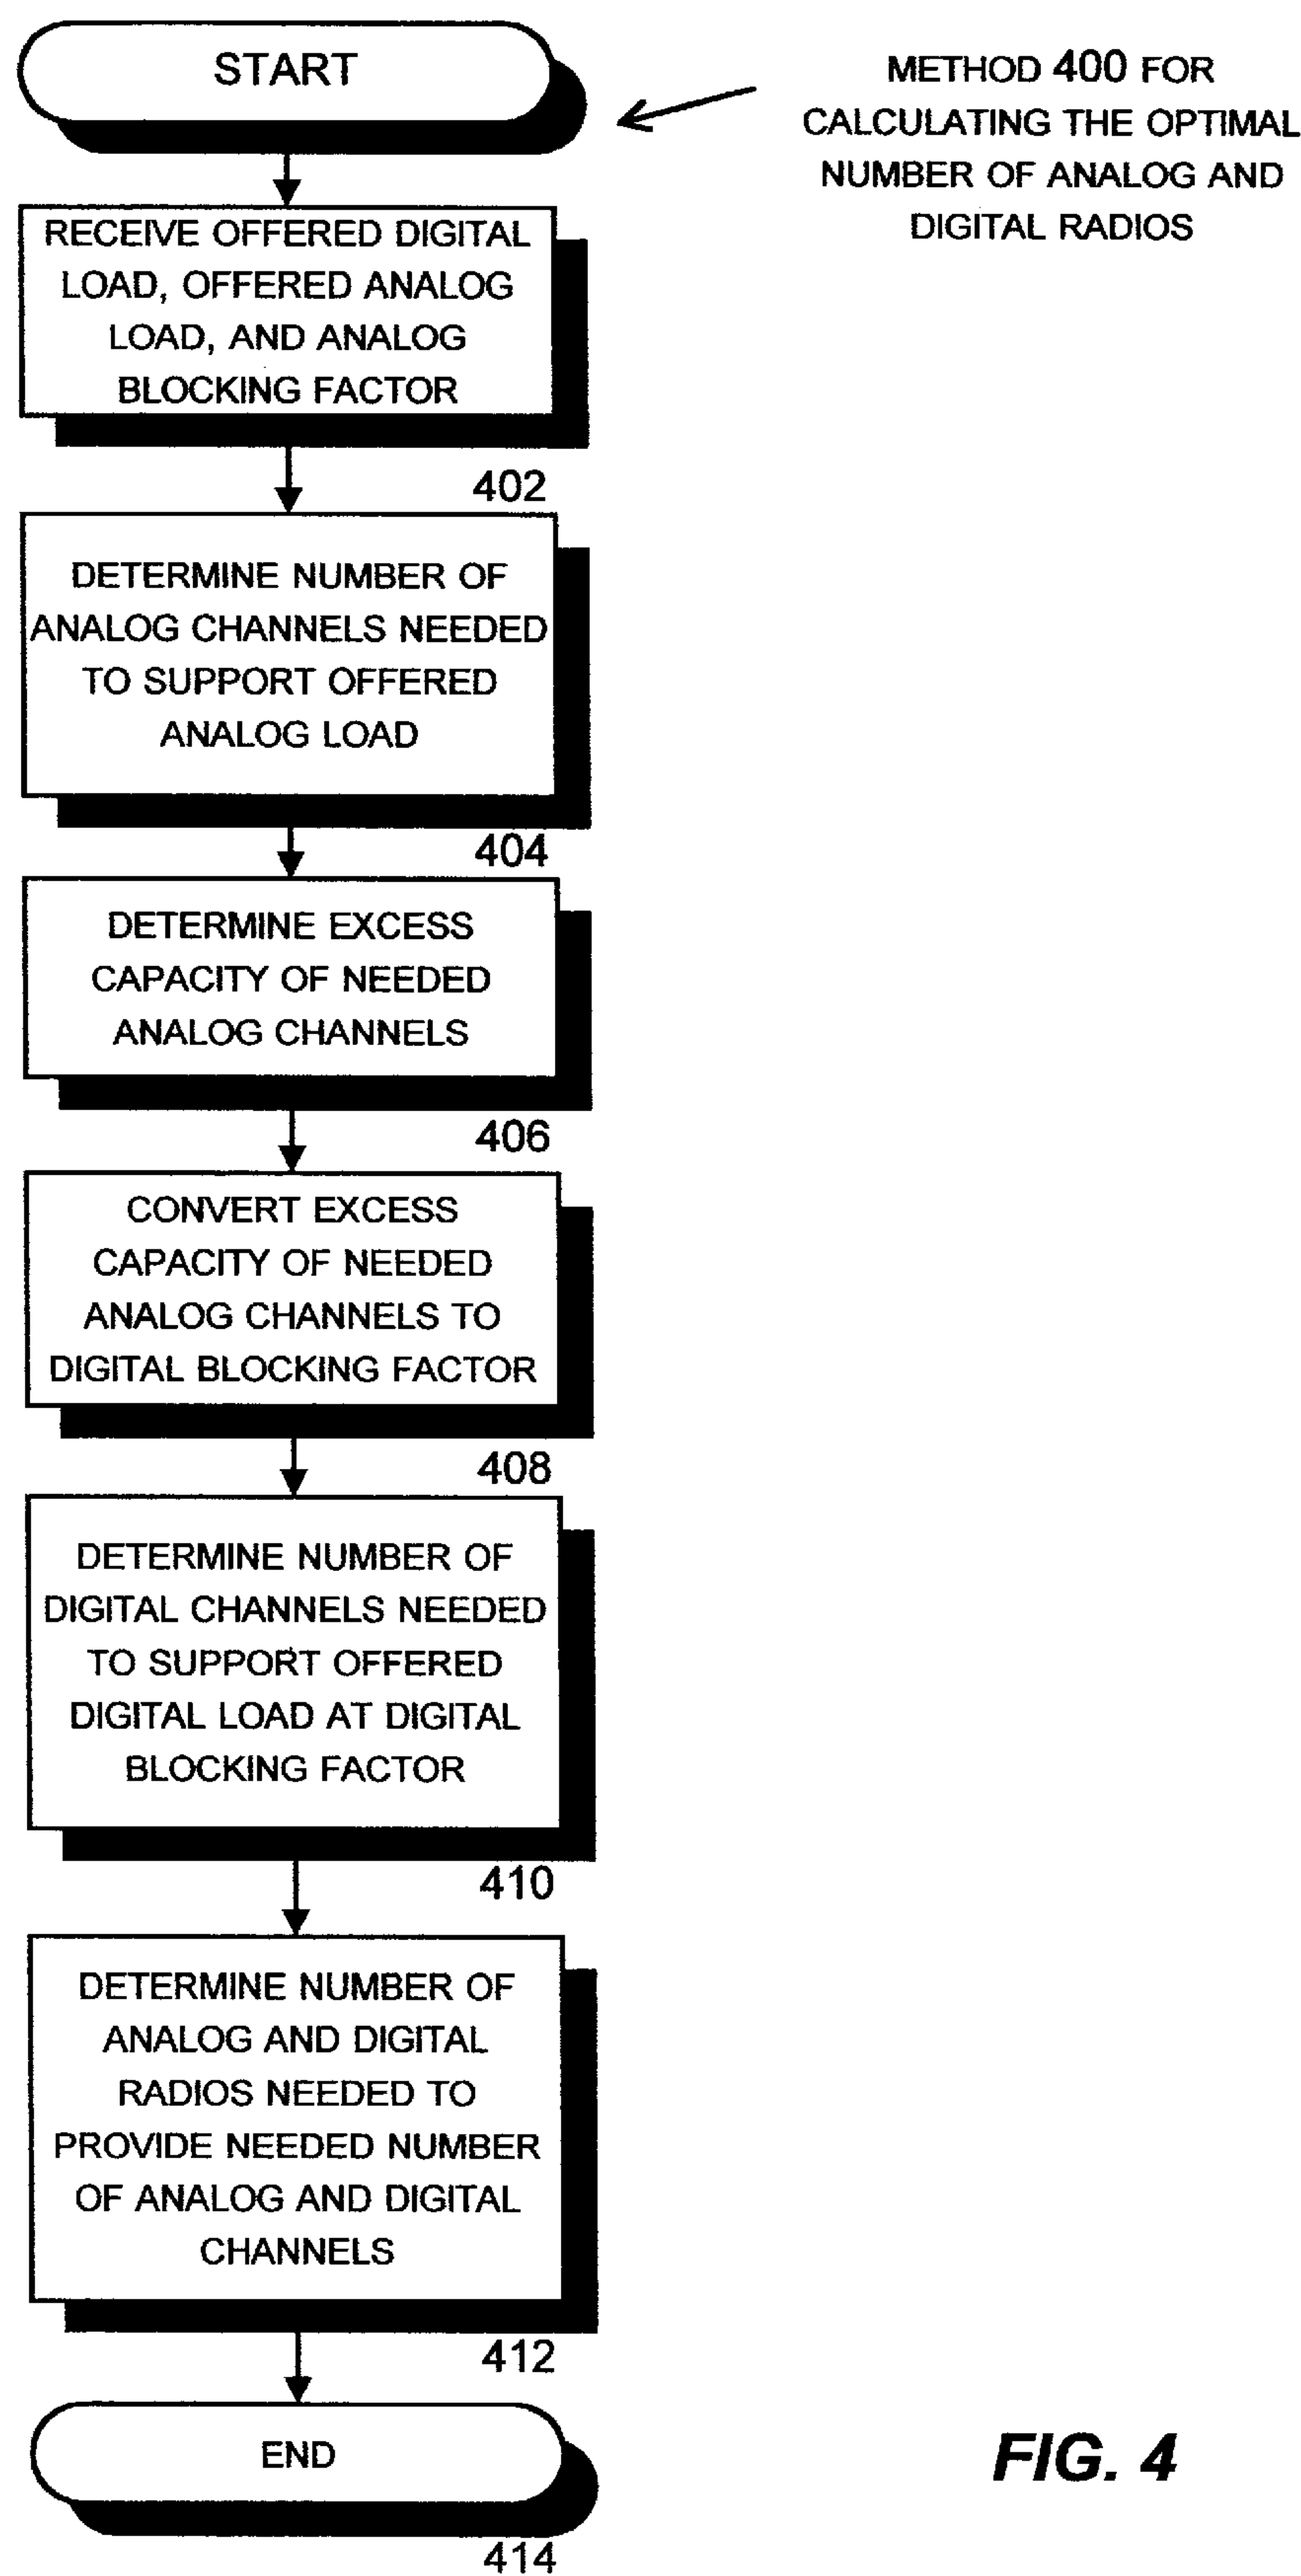 START
METHOD 400 FOR
CALCULATING THE OPTIMAL
NUMBER OF ANALOG AND
DIGITAL RADIOS
RECEIVE OFFERED DIGITAL
LOAD, OFFERED ANALOG
LOAD, AND ANALOG
BLOCKING FACTOR
402
DETERMINE NUMBER OF
ANALOG CHANNELS NEEDED
TO SUPPORT OFFERED
ANALOG LOAD
404
DETERMINE EXCESS
CAPACITY OF NEEDED
ANALOG CHANNELS
406
CONVERT EXCESS
CAPACITY OF NEEDED
ANALOG CHANNELS TO
DIGITAL BLOCKING FACTOR
408
DETERMINE NUMBER OF
DIGITAL CHANNELS NEEDED
TO SUPPORT OFFERED
DIGITAL LOAD AT DIGITAL
BLOCKING FACTOR
410
DETERMINE NUMBER OF
ANALOG AND DIGITAL
RADIOS NEEDED TO
PROVIDE NEEDED NUMBER
OF ANALOG AND DIGITAL
CHANNELS
412
END
414
FIG. 4